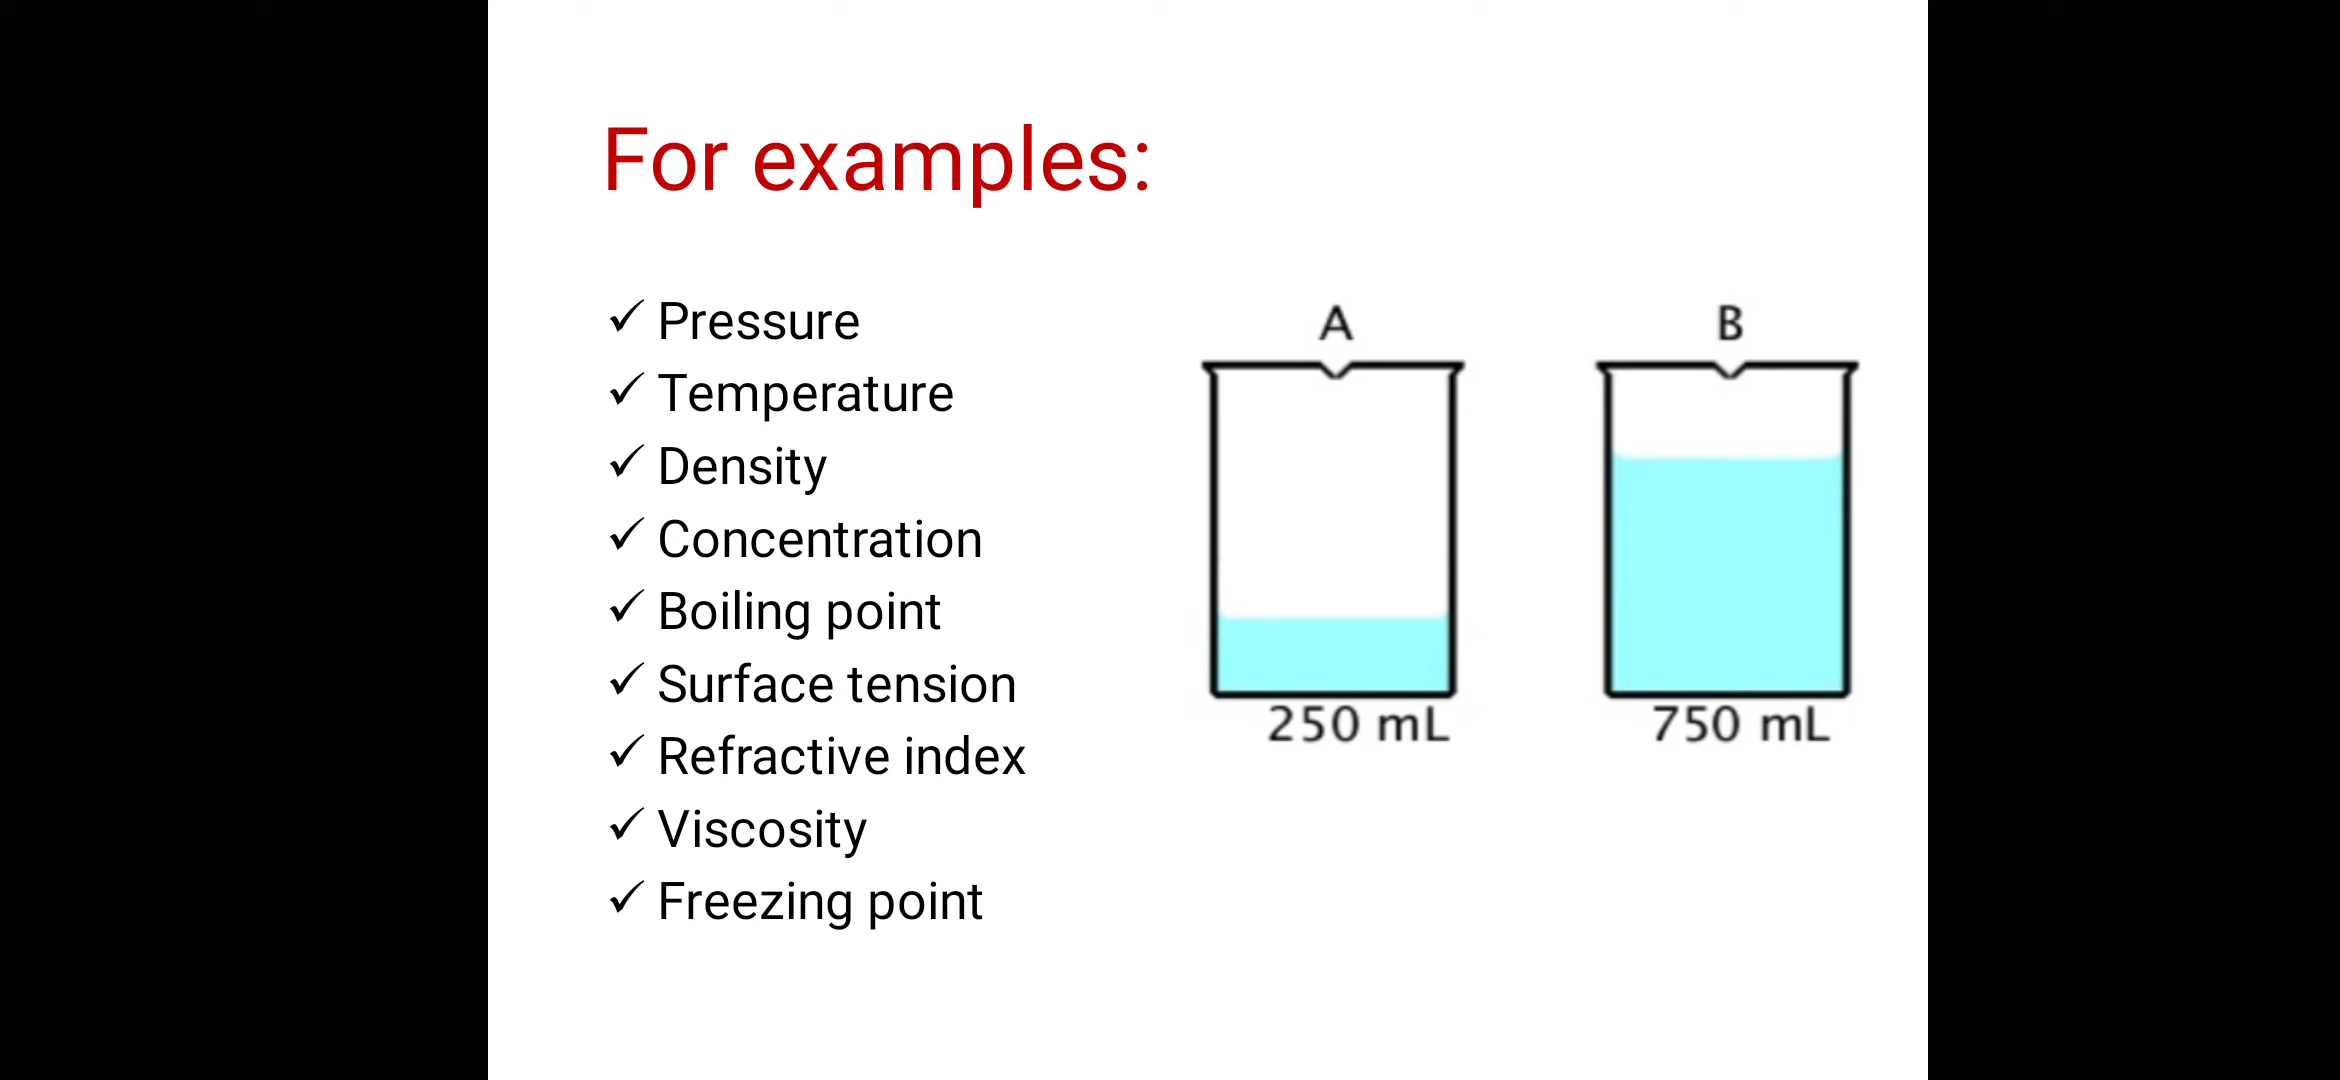 For examples:
✓ Pressure
✓ Temperature
✓ Density
✓ Concentration
✓ Boiling point
✓ Surface tension
✓ Refractive index
✓ Viscosity
✓ Freezing point
A
B
250 mL
750 mL